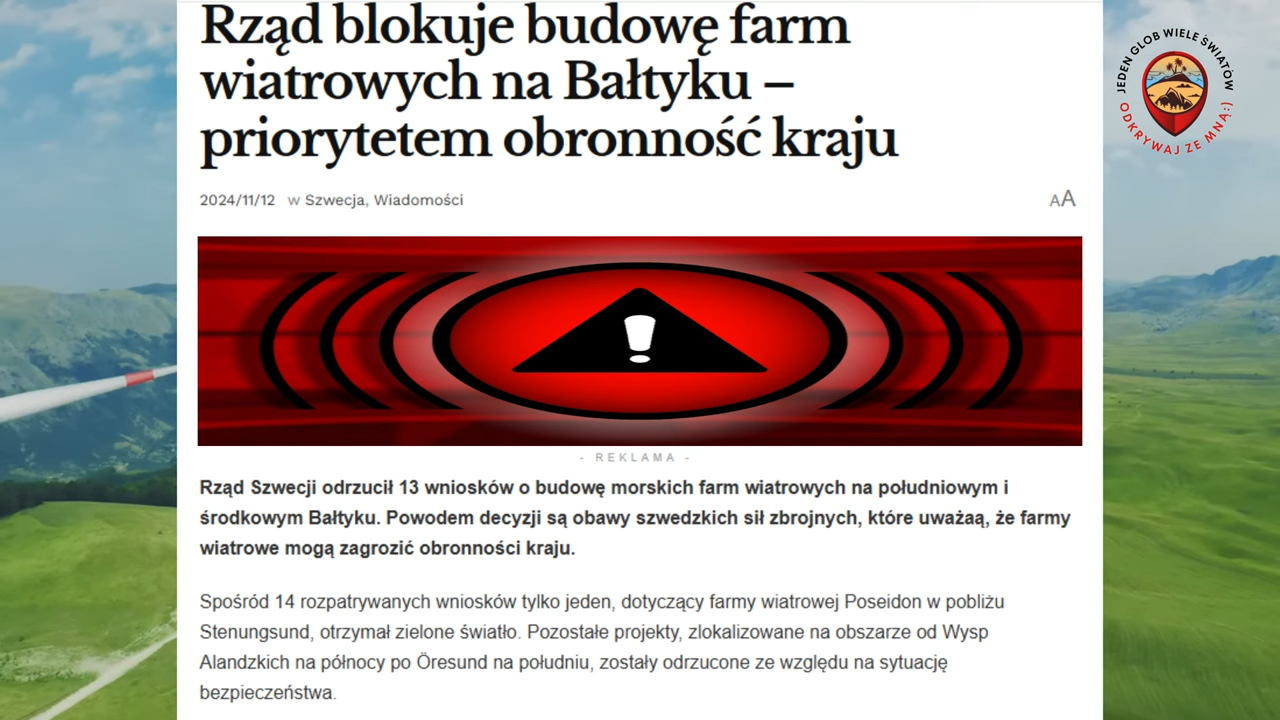 Rząd blokuje budowę farm
wiatrowych na Bałtyku –
priorytetem obronność kraju
2024/11/12 w Szwecja, Wiadomości
AA
- REKLAMA -
Rząd Szwecji odrzucił 13 wniosków o budowę morskich farm wiatrowych na południowym i
środkowym Bałtyku. Powodem decyzji są obawy szwedzkich sił zbrojnych, które uważaą, że farmy
wiatrowe mogą zagrozić obronności kraju.
Spośród 14 rozpatrywanych wniosków tylko jeden, dotyczący farmy wiatrowej Poseidon w pobliżu
Stenungsund, otrzymał zielone światło. Pozostałe projekty, zlokalizowane na obszarze od Wysp
Alandzkich na północy po Öresund na południu, zostały odrzucone ze względu na sytuację
bezpieczeństwa.
JEDEN GLOB WIELE ŚWIATÓW
ODKRYWAJ ZE MNĄ:)